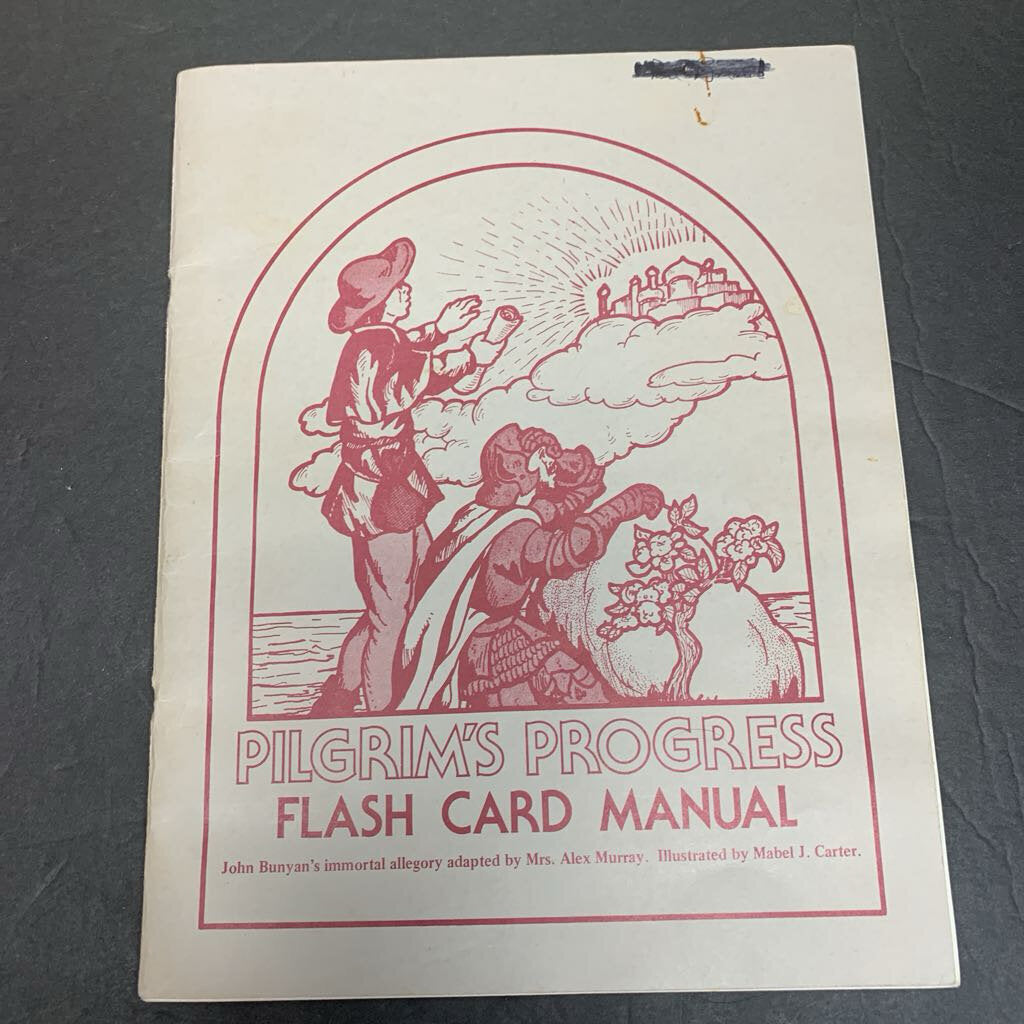 PILGRIM'S PROGRESS
FLASH CARD MANUAL
John Bunyan's immortal allegory adapted by Mrs. Alex Murray. Illustrated by Mabel J. Carter.